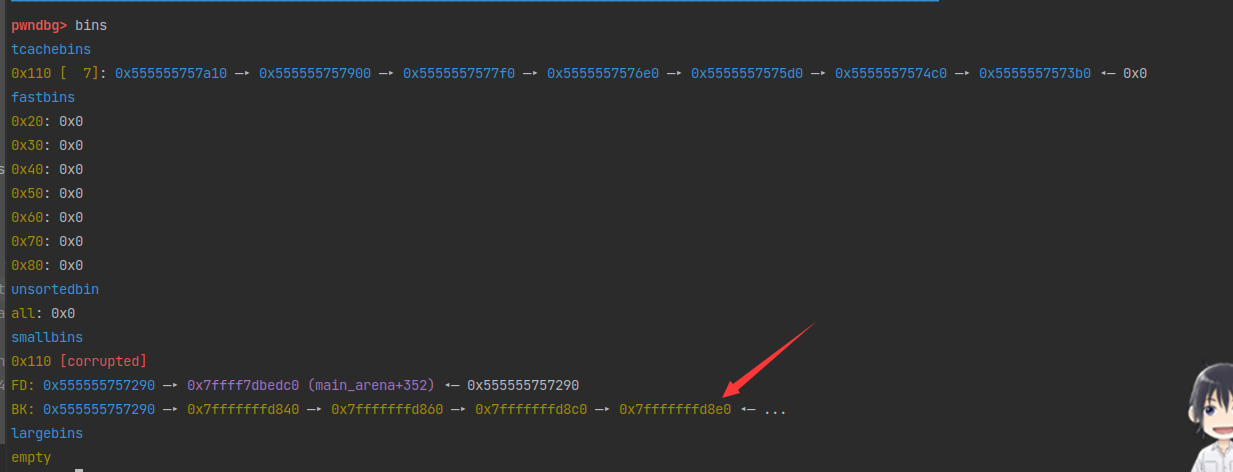 pwndbg> bins
tcachebins
0x110 [  7]: 0x555555757a10 —▸ 0x555555757900 —▸ 0x5555557577f0 —▸ 0x5555557576e0 —▸ 0x5555557575d0 —▸ 0x5555557574c0 —▸ 0x5555557573b0 ◂— 0x0
fastbins
0x20: 0x0
0x30: 0x0
0x40: 0x0
0x50: 0x0
0x60: 0x0
0x70: 0x0
0x80: 0x0
unsortedbin
all: 0x0
smallbins
0x110 [corrupted]
FD: 0x555555757290 —▸ 0x7ffff7dbedc0 (main_arena+352) ◂— 0x555555757290
BK: 0x555555757290 —▸ 0x7fffffffd840 —▸ 0x7fffffffd860 —▸ 0x7fffffffd8c0 —▸ 0x7fffffffd8e0 ◂— ...
largebins
empty